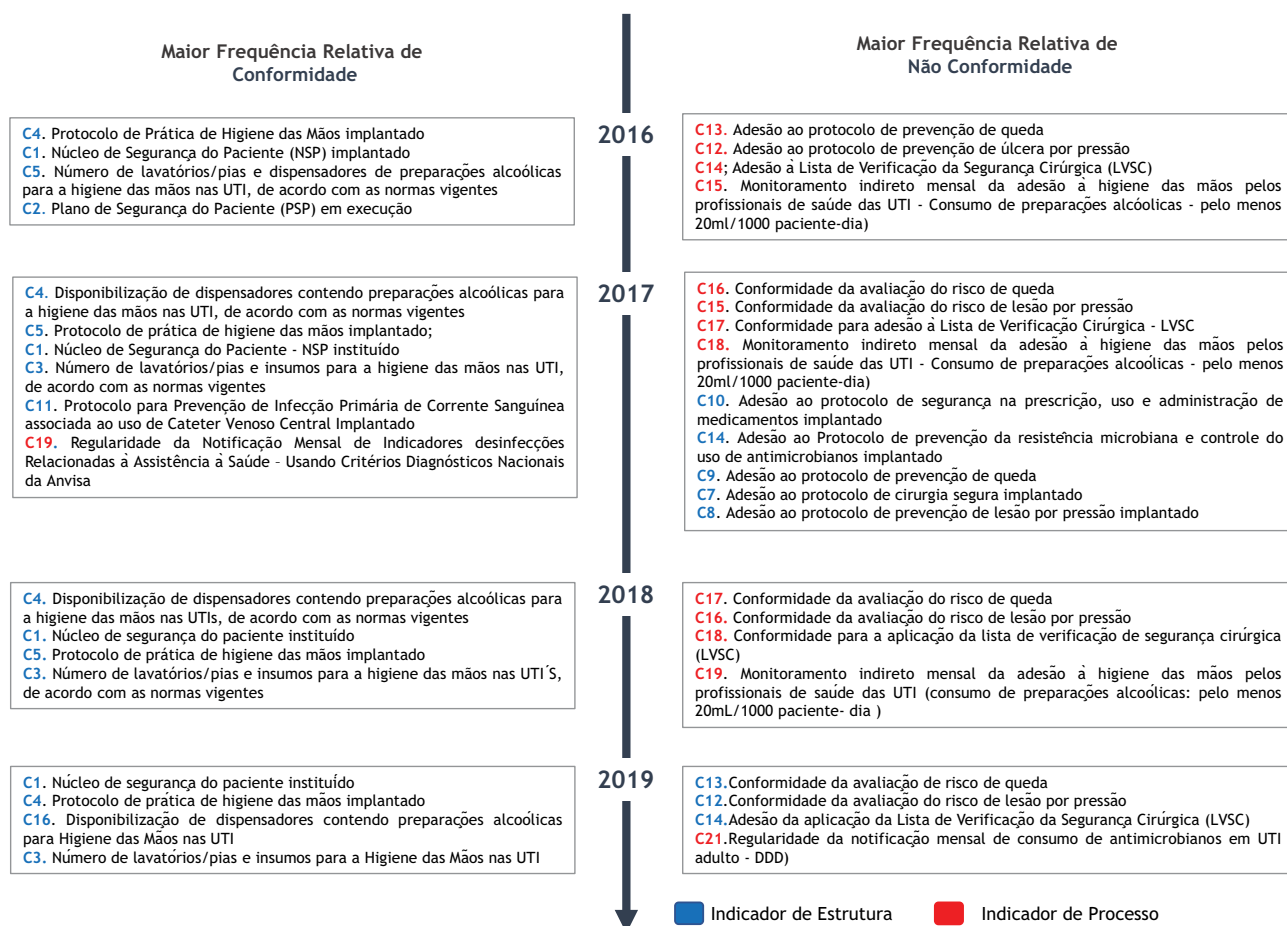 Maior Frequência Relativa de
Conformidade
Maior Frequência Relativa de
Não Conformidade
2016
C4. Protocolo de Prática de Higiene das Mãos implantado
C1. Núcleo de Segurança do Paciente (NSP) implantado
C5. Número de lavatórios/pias e dispensadores de preparações alcoólicas
para a higiene das mãos nas UTI, de acordo com as normas vigentes
C2. Plano de Segurança do Paciente (PSP) em execução
C13. Adesão ao protocolo de prevenção de queda
C12. Adesão ao protocolo de prevenção de úlcera por pressão
C14; Adesão à Lista de Verificação da Segurança Cirúrgica (LVSC)
C15. Monitoramento indireto mensal da adesão à higiene das mãos pelos
profissionais de saúde das UTI - Consumo de preparações alcóolicas - pelo menos
20ml/1000 paciente-dia)
2017
C4. Disponibilização de dispensadores contendo preparações alcoólicas para
a higiene das mãos nas UTI, de acordo com as normas vigentes
C5. Protocolo de prática de higiene das mãos implantado;
C1. Núcleo de Segurança do Paciente - NSP instituído
C3. Número de lavatórios/pias e insumos para a higiene das mãos nas UTI,
de acordo com as normas vigentes
C11. Protocolo para Prevenção de Infecção Primária de Corrente Sanguínea
associada ao uso de Cateter Venoso Central Implantado
C19. Regularidade da Notificação Mensal de Indicadores desinfecções
Relacionadas à Assistência à Saúde - Usando Critérios Diagnósticos Nacionais
da Anvisa
C16. Conformidade da avaliação do risco de queda
C15. Conformidade da avaliação do risco de lesão por pressão
C17. Conformidade para adesão à Lista de Verificação Cirúrgica - LVSC
C18. Monitoramento indireto mensal da adesão à higiene das mãos pelos
profissionais de saúde das UTI - Consumo de preparações alcoólicas - pelo menos
20ml/1000 paciente-dia)
C10. Adesão ao protocolo de segurança na prescrição, uso e administração de
medicamentos implantado
C14. Adesão ao Protocolo de prevenção da resistência microbiana e controle do
uso de antimicrobianos implantado
C9. Adesão ao protocolo de prevenção de queda
C7. Adesão ao protocolo de cirurgia segura implantado
C8. Adesão ao protocolo de prevenção de lesão por pressão implantado
2018
C4. Disponibilização de dispensadores contendo preparações alcoólicas para
a higiene das mãos nas UTIs, de acordo com as normas vigentes
C1. Núcleo de segurança do paciente instituído
C5. Protocolo de prática de higiene das mãos implantado
C3. Número de lavatórios/pias e insumos para a higiene das mãos nas UTI´S,
de acordo com as normas vigentes
C17. Conformidade da avaliação do risco de queda
C16. Conformidade da avaliação do risco de lesão por pressão
C18. Conformidade para a aplicação da lista de verificação de segurança cirúrgica
(LVSC)
C19. Monitoramento indireto mensal da adesão à higiene das mãos pelos
profissionais de saúde das UTI (consumo de preparações alcoólicas: pelo menos
20mL/1000 paciente- dia )
2019
C1. Núcleo de segurança do paciente instituído
C4. Protocolo de prática de higiene das mãos implantado
C16. Disponibilização de dispensadores contendo preparações alcoólicas
para Higiene das Mãos nas UTI
C3. Número de lavatórios/pias e insumos para a Higiene das Mãos nas UTI
C13.Conformidade da avaliação de risco de queda
C12.Conformidade da avaliação do risco de lesão por pressão
C14.Adesão da aplicação da Lista de Verificação da Segurança Cirúrgica (LVSC)
C21.Regularidade da notificação mensal de consumo de antimicrobianos em UTI
adulto - DDD)
Indicador de Estrutura
Indicador de Processo